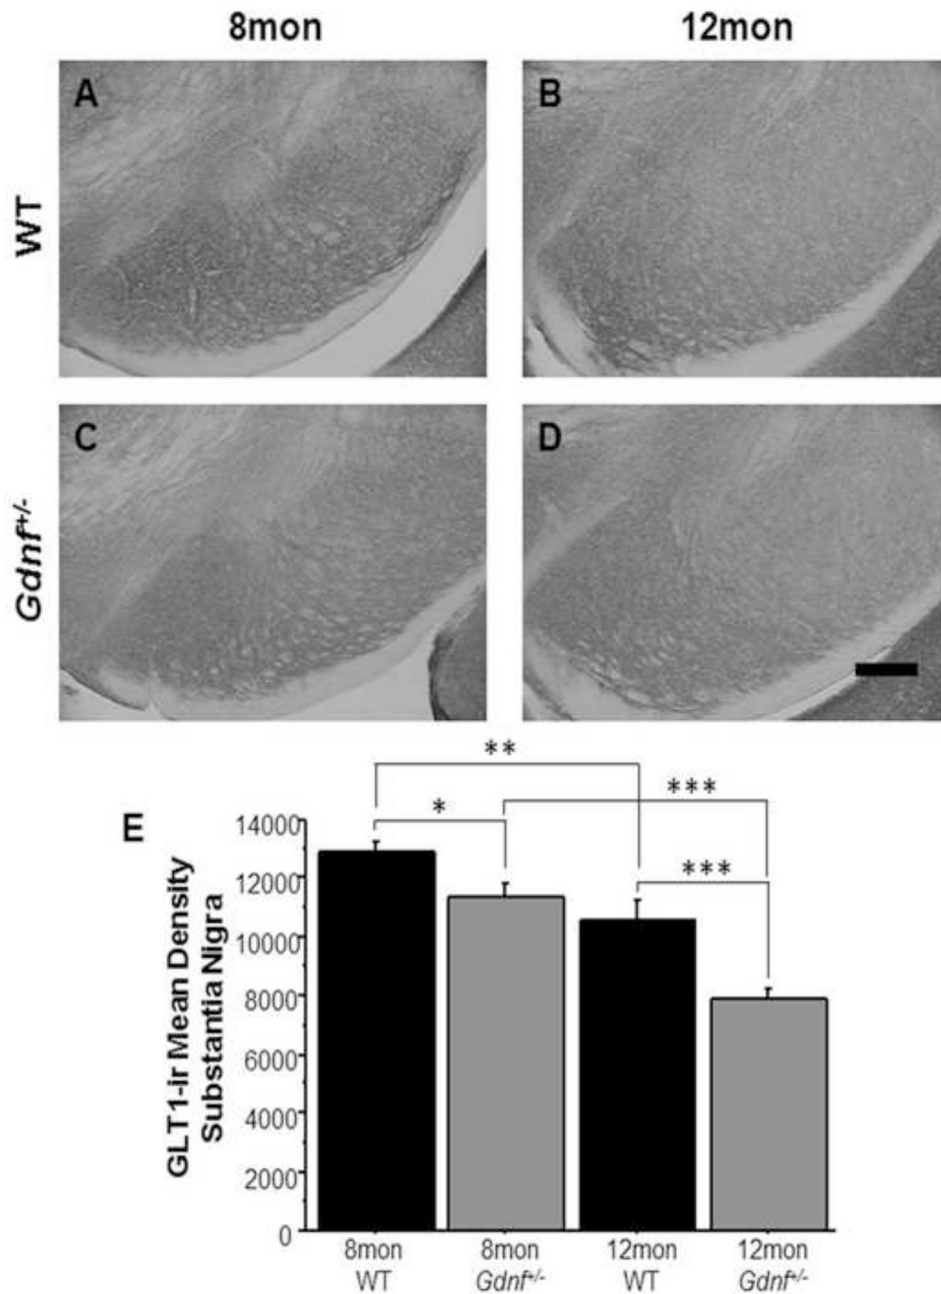 8mon 12mon
WT
A
B
Gdnf+/-
C
D
E
** 
* ***
***
GLT1-ir Mean Density
Substantia Nigra
14000
12000
10000
8000
6000
4000
2000
0
8mon 8mon 12mon 12mon
WT Gdnf+/- WT Gdnf+/-